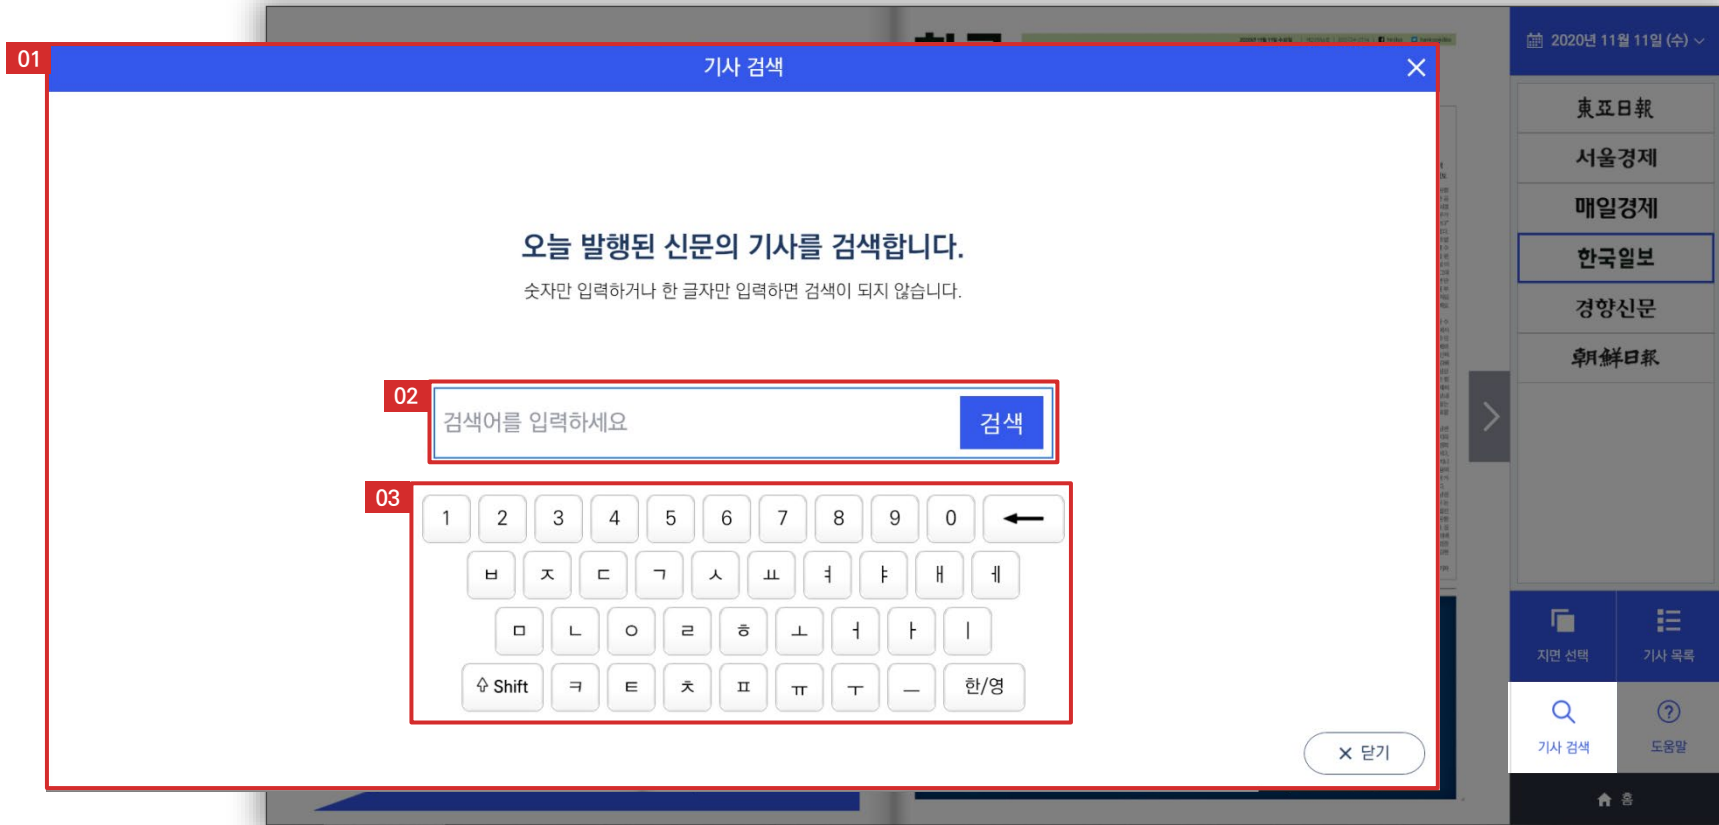 2020년 11월 11일 (수)
01
기사 검색
東亞日報
서울경제
매일경제
한국일보
경향신문
朝鮮日報
오늘 발행된 신문의 기사를 검색합니다.
숫자만 입력하거나 한 글자만 입력하면 검색이 되지 않습니다.
02
검색어를 입력하세요 검색
03
1 2 3 4 5 6 7 8 9 0
ㅂ ㅈ ㄷ ㄱ ㅅ ㅛ ㅕ ㅑ ㅐ ㅔ
ㅁ ㄴ ㅇ ㄹ ㅎ ㅗ ㅓ ㅏ ㅣ
Shift ㅋ ㅌ ㅊ ㅍ ㅠ ㅜ ㅡ 한/영
닫기
지면 선택 기사 목록
기사 검색 도움말
홈